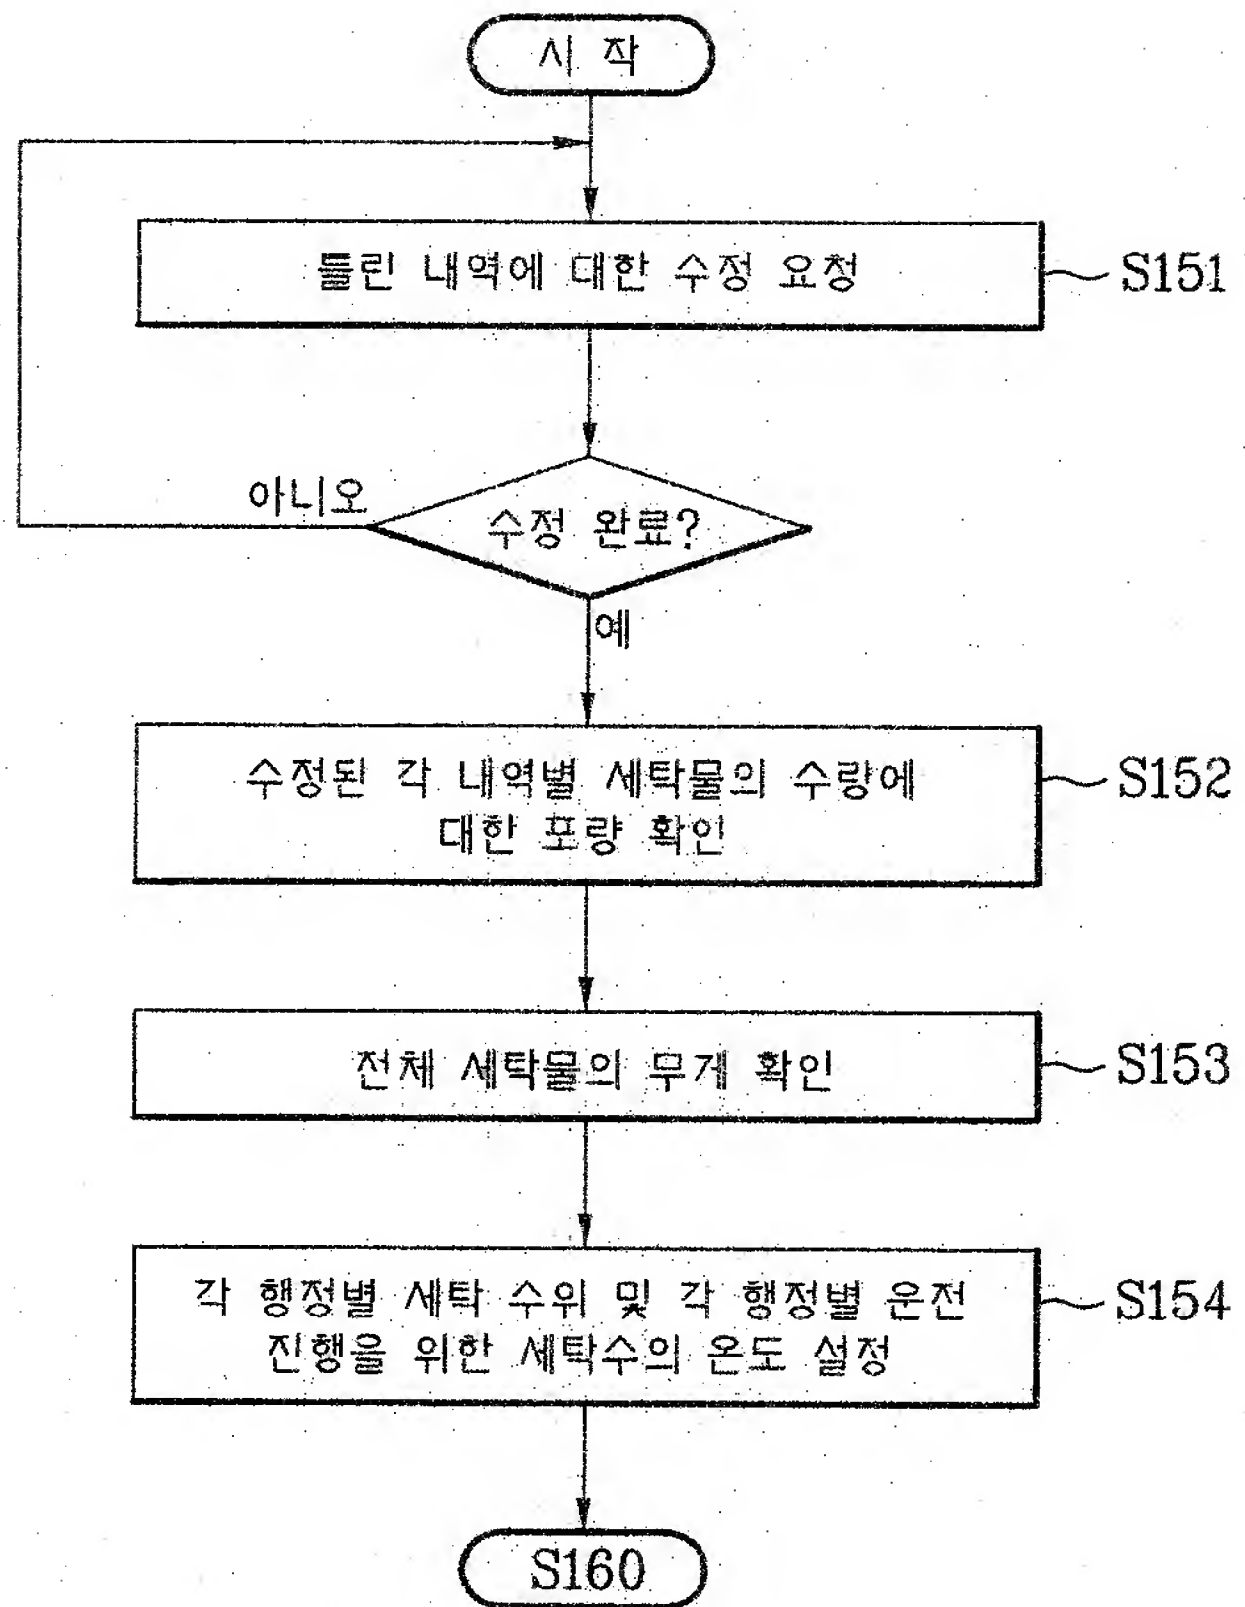 시 작
틀린 내역에 대한 수정 요청
S151
아니오
수정 완료?
예
수정된 각 내역별 세탁물의 수량에
대한 포량 확인
S152
전체 세탁물의 무게 확인
S153
각 행정별 세탁 수위 및 각 행정별 운전
진행을 위한 세탁수의 온도 설정
S154
S160